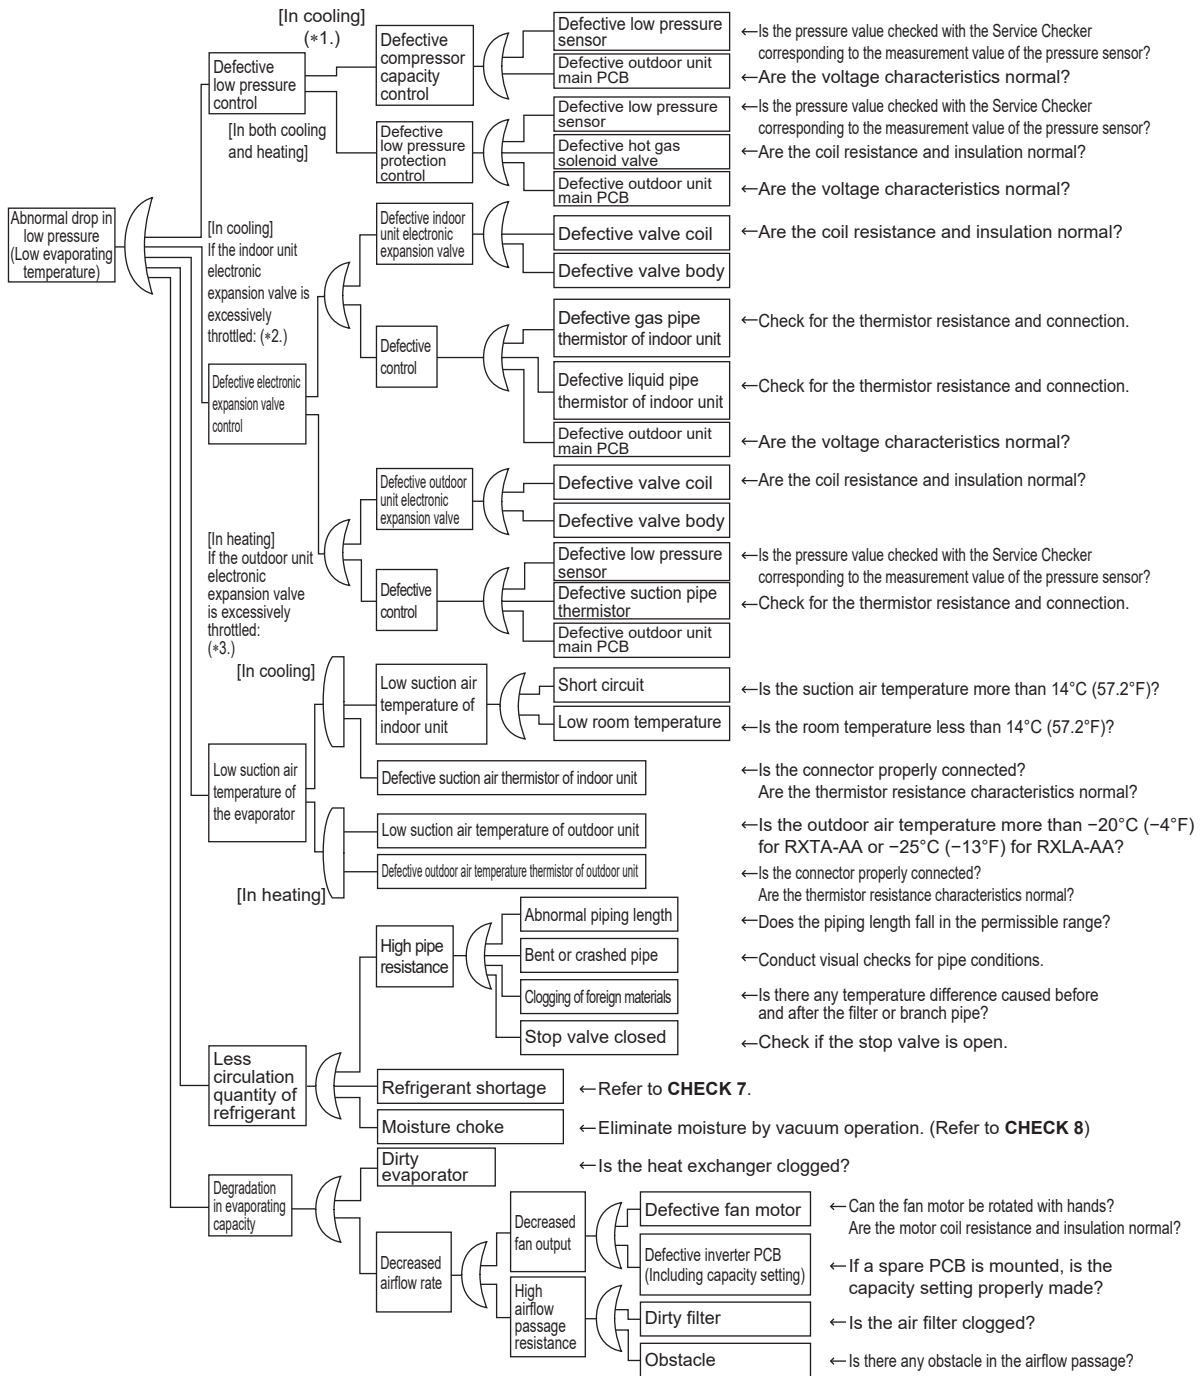 [In cooling]
(*1.)
Defective
low pressure
control
[In both cooling
and heating]
Defective
compressor
capacity
control
Defective low pressure
sensor
←Is the pressure value checked with the Service Checker
corresponding to the measurement value of the pressure sensor?
Defective outdoor unit
main PCB
←Are the voltage characteristics normal?
Defective
low pressure
protection
control
Defective low pressure
sensor
←Is the pressure value checked with the Service Checker
corresponding to the measurement value of the pressure sensor?
Defective hot gas
solenoid valve
←Are the coil resistance and insulation normal?
Defective outdoor unit
main PCB
←Are the voltage characteristics normal?
Abnormal drop in
low pressure
(Low evaporating
temperature)
[In cooling]
If the indoor unit
electronic
expansion valve is
excessively
throttled: (*2.)
Defective electronic
expansion valve
control
Defective indoor
unit electronic
expansion valve
Defective valve coil
←Are the coil resistance and insulation normal?
Defective valve body
Defective
control
Defective gas pipe
thermistor of indoor unit
←Check for the thermistor resistance and connection.
Defective liquid pipe
thermistor of indoor unit
←Check for the thermistor resistance and connection.
Defective outdoor unit
main PCB
←Are the voltage characteristics normal?
[In heating]
If the outdoor unit
electronic
expansion valve
is excessively
throttled:
(*3.)
Defective outdoor
unit electronic
expansion valve
Defective valve coil
←Are the coil resistance and insulation normal?
Defective valve body
Defective
control
Defective low pressure
sensor
←Is the pressure value checked with the Service Checker
corresponding to the measurement value of the pressure sensor?
Defective suction pipe
thermistor
←Check for the thermistor resistance and connection.
Defective outdoor unit
main PCB
[In cooling]
Low suction air
temperature of
the evaporator
Low suction air
temperature of
indoor unit
Short circuit
←Is the suction air temperature more than 14°C (57.2°F)?
Low room temperature
←Is the room temperature less than 14°C (57.2°F)?
Defective suction air thermistor of indoor unit
←Is the connector properly connected?
Are the thermistor resistance characteristics normal?
Low suction air temperature of outdoor unit
←Is the outdoor air temperature more than −20°C (−4°F)
for RXTA-AA or −25°C (−13°F) for RXLA-AA?
Defective outdoor air temperature thermistor of outdoor unit
←Is the connector properly connected?
Are the thermistor resistance characteristics normal?
[In heating]
Less
circulation
quantity of
refrigerant
High pipe
resistance
Abnormal piping length
←Does the piping length fall in the permissible range?
Bent or crashed pipe
←Conduct visual checks for pipe conditions.
Clogging of foreign materials
←Is there any temperature difference caused before
and after the filter or branch pipe?
Stop valve closed
←Check if the stop valve is open.
Refrigerant shortage
←Refer to CHECK 7.
Moisture choke
←Eliminate moisture by vacuum operation. (Refer to CHECK 8)
Degradation
in evaporating
capacity
Dirty
evaporator
←Is the heat exchanger clogged?
Decreased
airflow rate
Decreased
fan output
Defective fan motor
←Can the fan motor be rotated with hands?
Are the motor coil resistance and insulation normal?
Defective inverter PCB
(Including capacity setting)
←If a spare PCB is mounted, is the
capacity setting properly made?
High
airflow
passage
resistance
Dirty filter
←Is the air filter clogged?
Obstacle
←Is there any obstacle in the airflow passage?